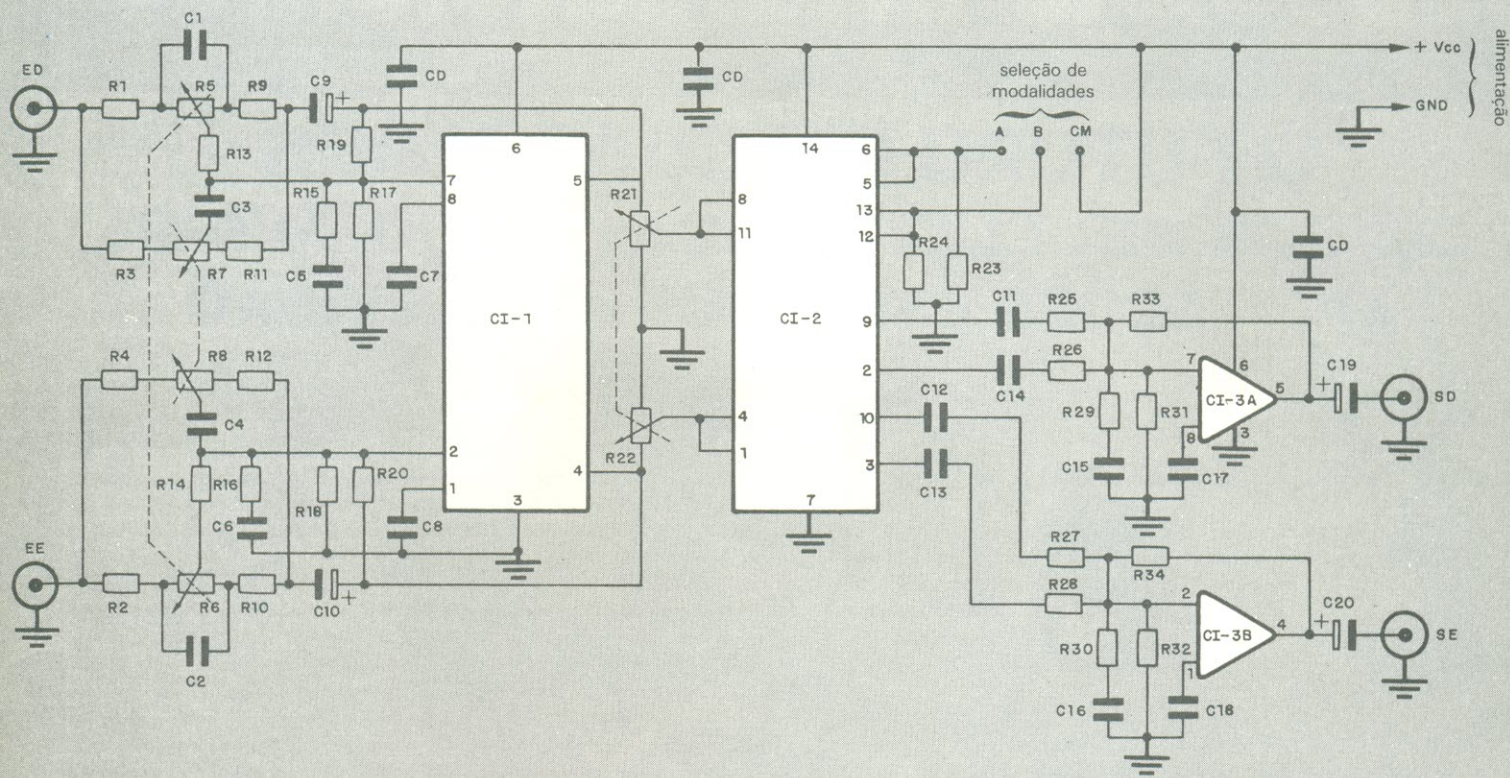 C1
ED
R1
R5
R9
C9
+
CD
CD
seleção de
modalidades
A
B
CM
+ Vcc
GND
alimentação
R13
R19
C3
R15
R17
R3
R7
R11
C5
C7
7
8
6
5
CI-1
2
1
3
4
R21
R22
14
8
11
4
1
CI-2
7
6
5
13
12
9
2
10
3
R24
R23
C11
R25
R33
R26
C14
C12
C13
R29
R31
C15
C17
7
8
6
5
3
CI-3A
+
C19
SD
CD
R4
R8
R12
C4
R14
R16
R18
R20
C6
C8
EE
R2
R6
R10
C10
+
C2
R27
R28
R34
R30
R32
C16
C18
2
1
4
CI-3B
+
C20
SE